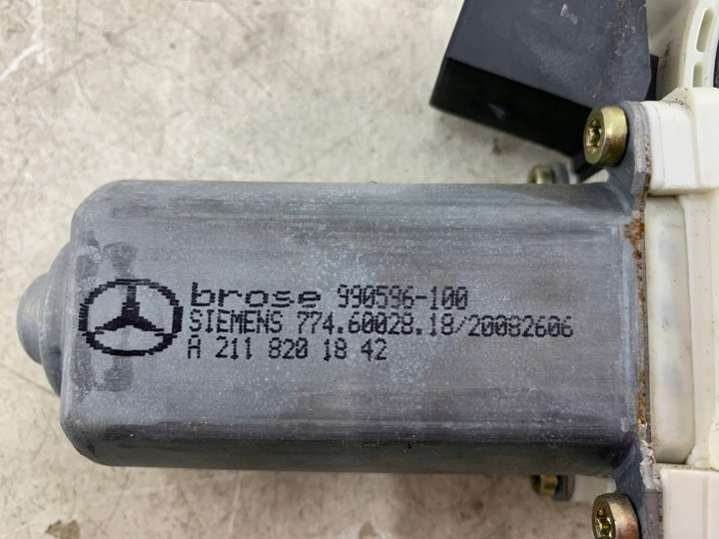 brose 990596-100
SIEMENS 774.60028.18/20082606
A 211 820 18 42